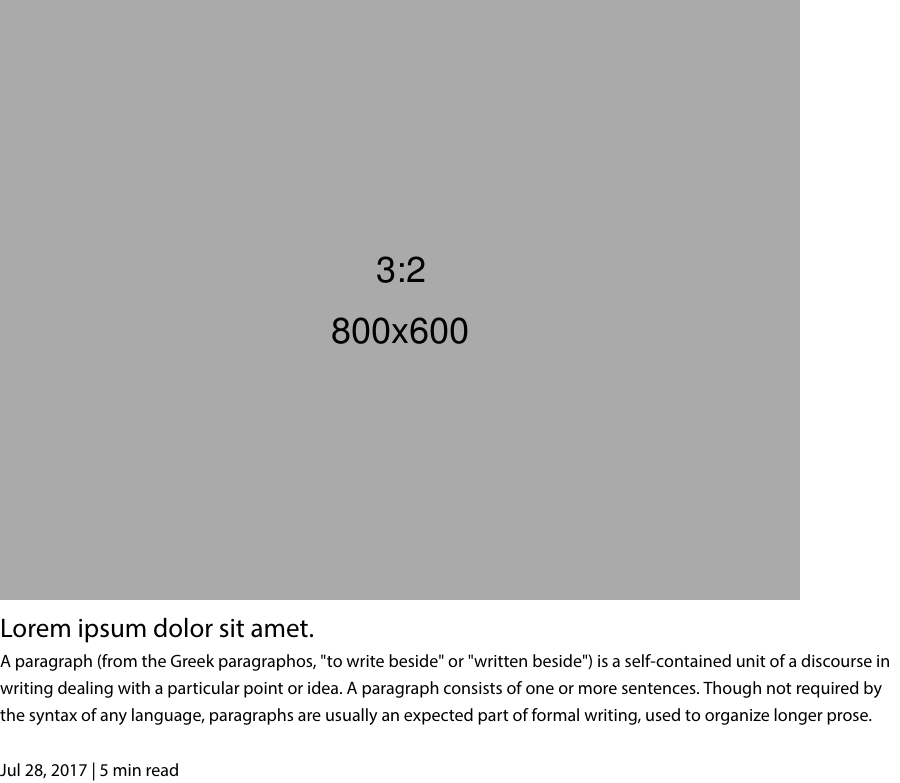 3:2
800x600
Lorem ipsum dolor sit amet.
A paragraph (from the Greek paragraphos, "to write beside" or "written beside") is a self-contained unit of a discourse in
writing dealing with a particular point or idea. A paragraph consists of one or more sentences. Though not required by
the syntax of any language, paragraphs are usually an expected part of formal writing, used to organize longer prose.
Jul 28, 2017 | 5 min read